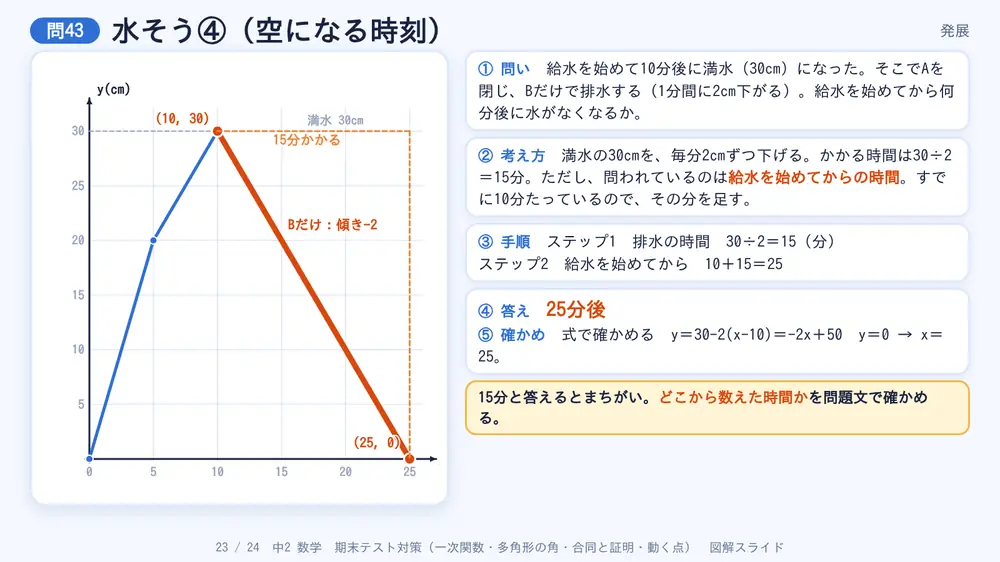 問43 水そう④（空になる時刻） 発展
y(cm)
(10, 30)
満水 30cm
15分かかる
30
25
20
15
10
5
Bだけ：傾き-2
(25, 0)
0 5 10 15 20 25
① 問い　給水を始めて10分後に満水（30cm）になった。そこでAを
閉じ、Bだけで排水する（1分間に2cm下がる）。給水を始めてから何
分後に水がなくなるか。
② 考え方　満水の30cmを、毎分2cmずつ下げる。かかる時間は30÷2
＝15分。ただし、問われているのは給水を始めてからの時間。すで
に10分たっているので、その分を足す。
③ 手順　ステップ1　排水の時間　30÷2＝15（分）
ステップ2　給水を始めてから　10＋15＝25
④ 答え　25分後
⑤ 確かめ　式で確かめる　y＝30-2(x-10)＝-2x＋50　y＝0 → x＝
25。
15分と答えるとまちがい。どこから数えた時間かを問題文で確かめ
る。
23 / 24　中2 数学　期末テスト対策（一次関数・多角形の角・合同と証明・動く点）　図解スライド